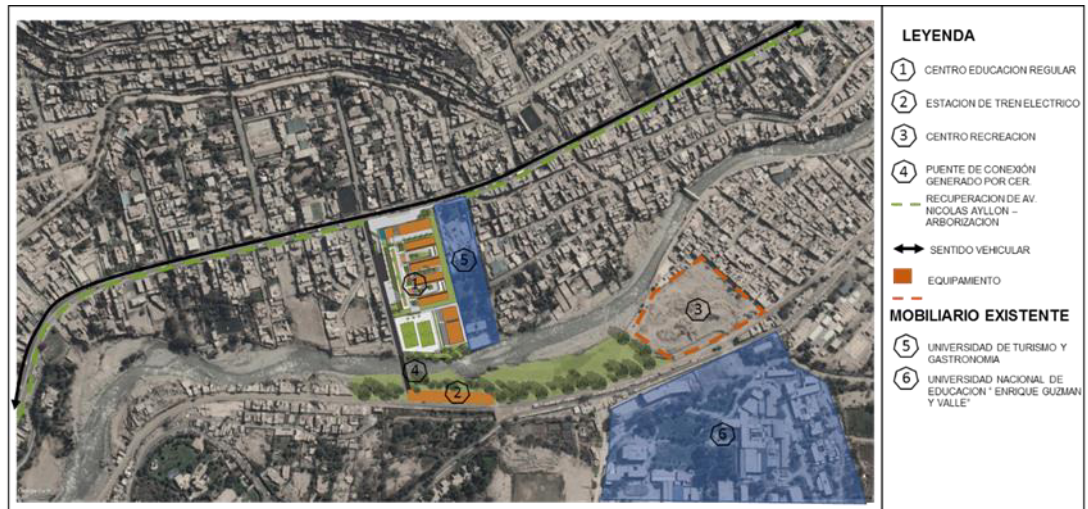 LEYENDA
1 CENTRO EDUCACION REGULAR
2 ESTACION DE TREN ELECTRICO
3 CENTRO RECREACION
4 PUENTE DE CONEXIÓN
GENERADO POR CER.
RECUPERACION DE AV.
NICOLAS AYLLON –
ARBORIZACION
SENTIDO VEHICULAR
EQUIPAMIENTO
MOBILIARIO EXISTENTE
5 UNIVERSIDAD DE TURISMO Y
GASTRONOMIA
6 UNIVERSIDAD NACIONAL DE
EDUCACION " ENRIQUE GUZMAN
Y VALLE"
5
1
3
4
2
6